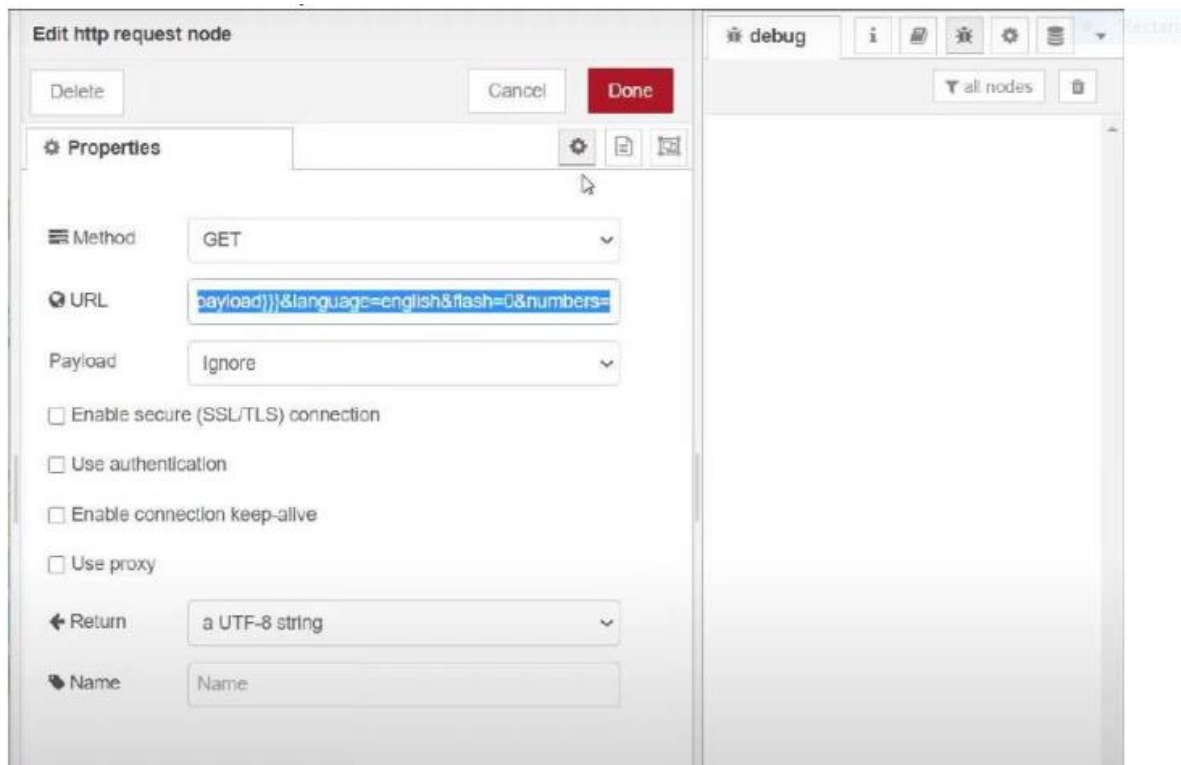 Edit http request node
debug
all nodes
Delete
Cancel
Done
Properties
Method
GET
URL
payload}}}&language=english&flash=0&numbers=
Payload
Ignore
Enable secure (SSL/TLS) connection
Use authentication
Enable connection keep-alive
Use proxy
Return
a UTF-8 string
Name
Name